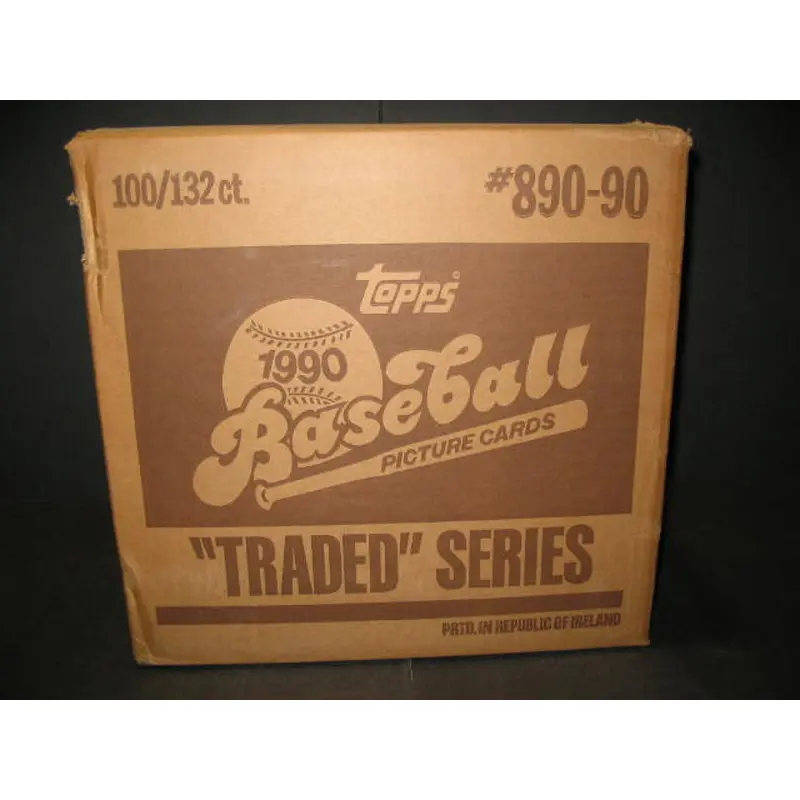 100/132 ct.
#890-90
TOPPS®
1990
Baseball
PICTURE CARDS
"TRADED" SERIES
PRTD. IN REPUBLIC OF IRELAND